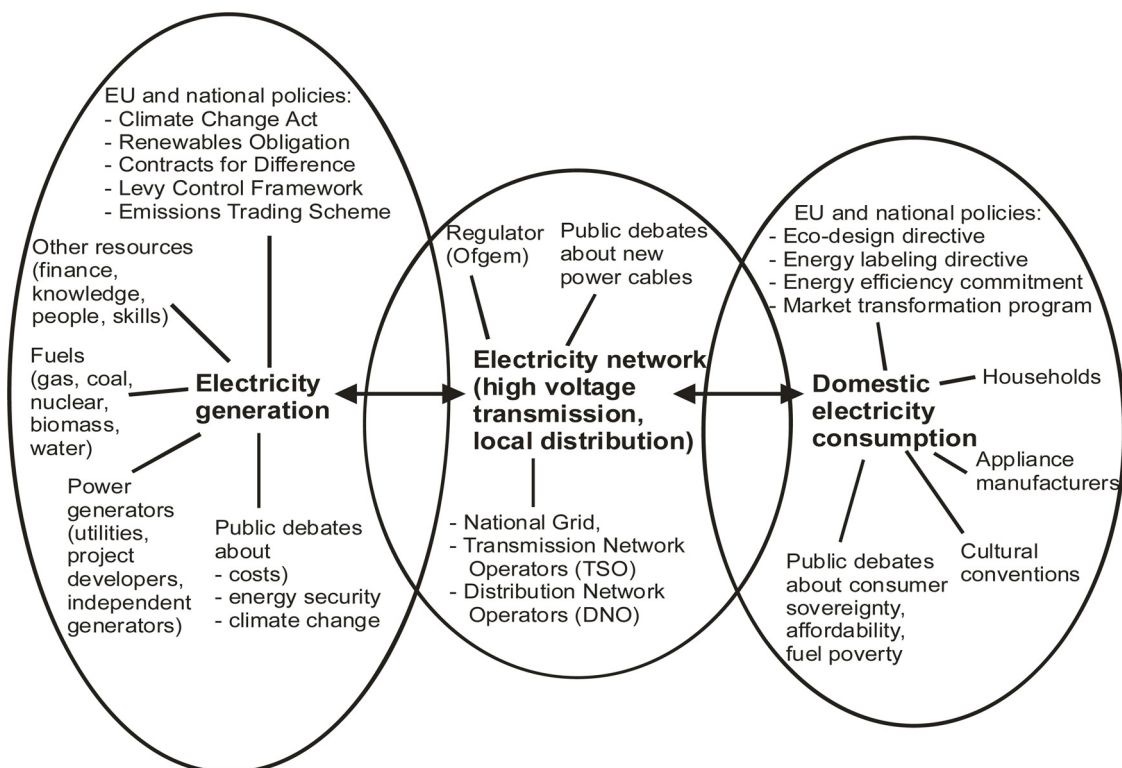 EU and national policies:
- Climate Change Act
- Renewables Obligation
- Contracts for Difference
- Levy Control Framework
- Emissions Trading Scheme
Other resources
(finance,
knowledge,
people, skills)
Fuels
(gas, coal,
nuclear,
biomass,
water)
Electricity
generation
Power
generators
(utilities,
project
developers,
independent
generators)
Public debates
about
- costs)
- energy security
- climate change
Regulator
(Ofgem)
Public debates
about new
power cables
Electricity network
(high voltage
transmission,
local distribution)
- National Grid,
- Transmission Network
Operators (TSO)
- Distribution Network
Operators (DNO)
EU and national policies:
- Eco-design directive
- Energy labeling directive
- Energy efficiency commitment
- Market transformation program
Domestic
electricity
consumption
Households
Appliance
manufacturers
Cultural
conventions
Public debates
about consumer
sovereignty,
affordability,
fuel poverty